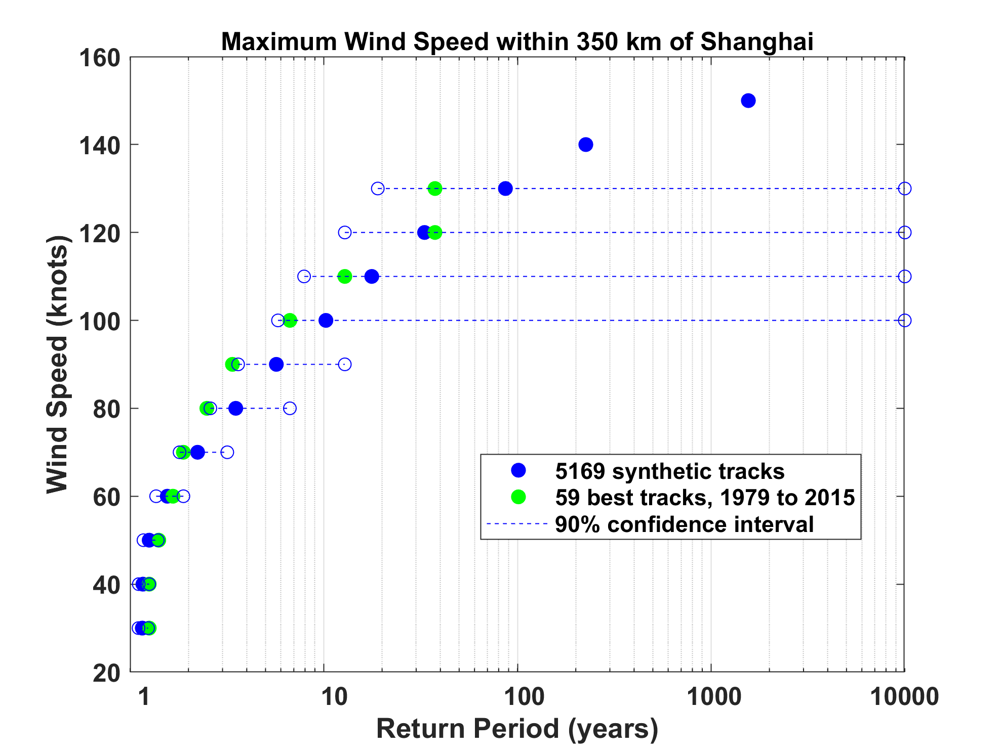 Maximum Wind Speed within 350 km of Shanghai
160
140
120
100
80
60
40
20
Wind Speed (knots)
5169 synthetic tracks
59 best tracks, 1979 to 2015
90% confidence interval
1 10 100 1000 10000
Return Period (years)